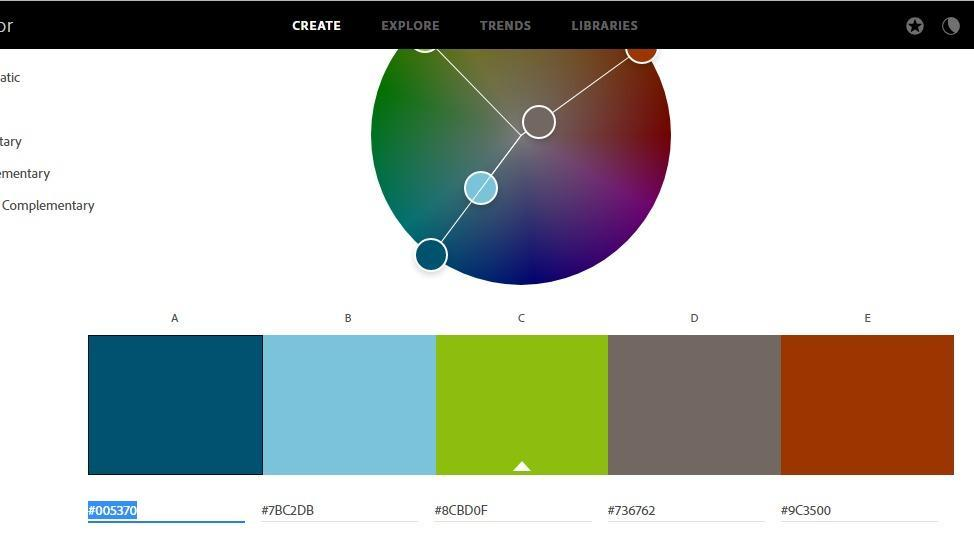 or CREATE EXPLORE TRENDS LIBRARIES
atic
tary
ementary
Complementary
A B C D E
#005370 #7BC2DB #8CBD0F #736762 #9C3500